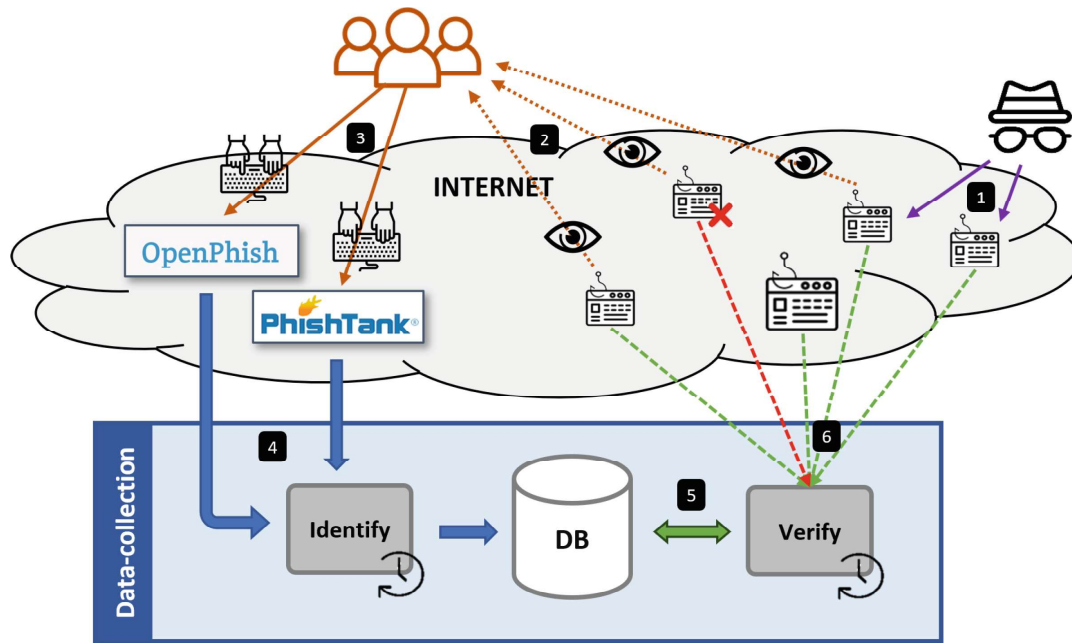 3
2
INTERNET
1
OpenPhish
PhishTank®
4
6
5
Data-collection
Identify
DB
Verify